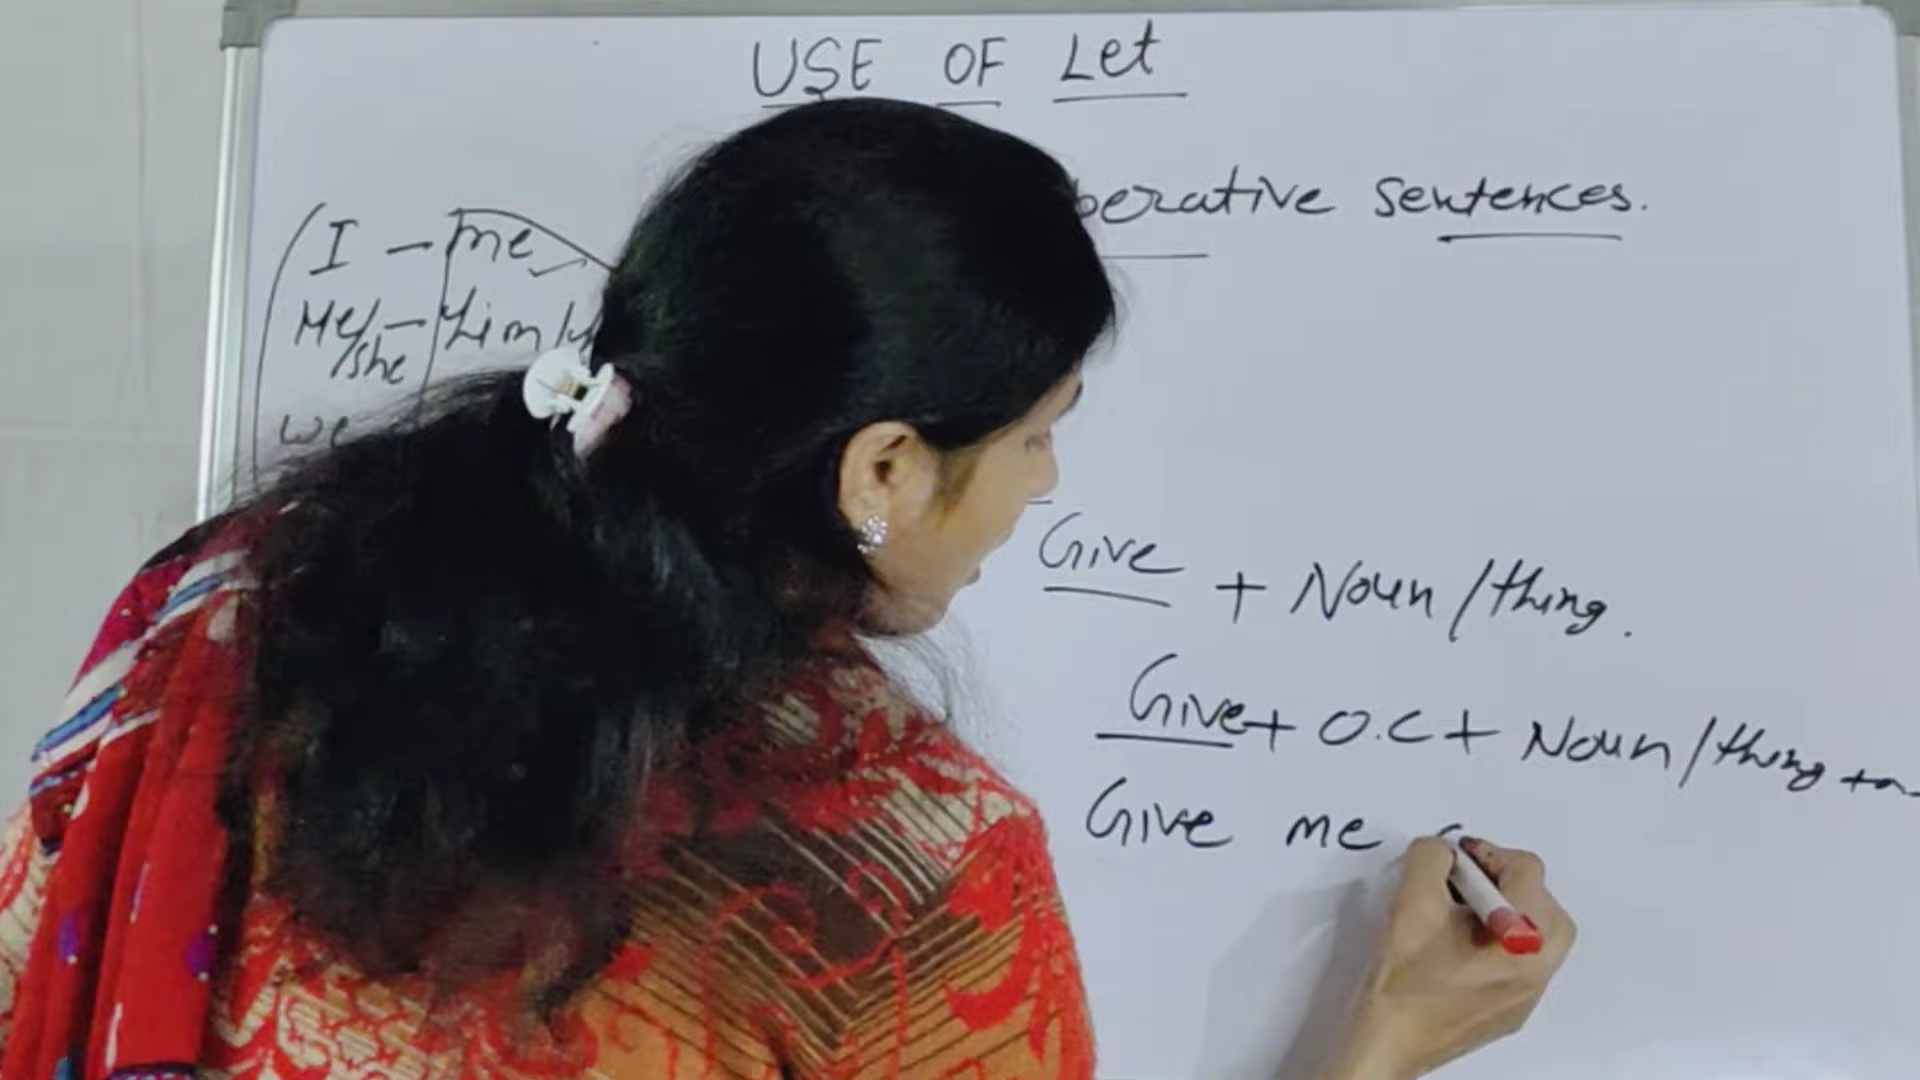 USE OF Let
perative sentences.
I - me
He/she - him/
we
Give + Noun/thing.
Give + O.C + Noun/thing +
Give me